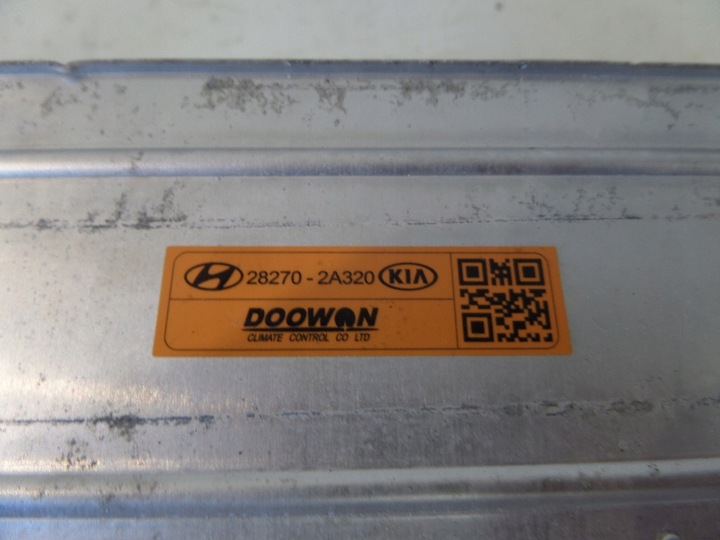 28270 - 2A320 KIA
DOOWON
CLIMATE CONTROL CO LTD